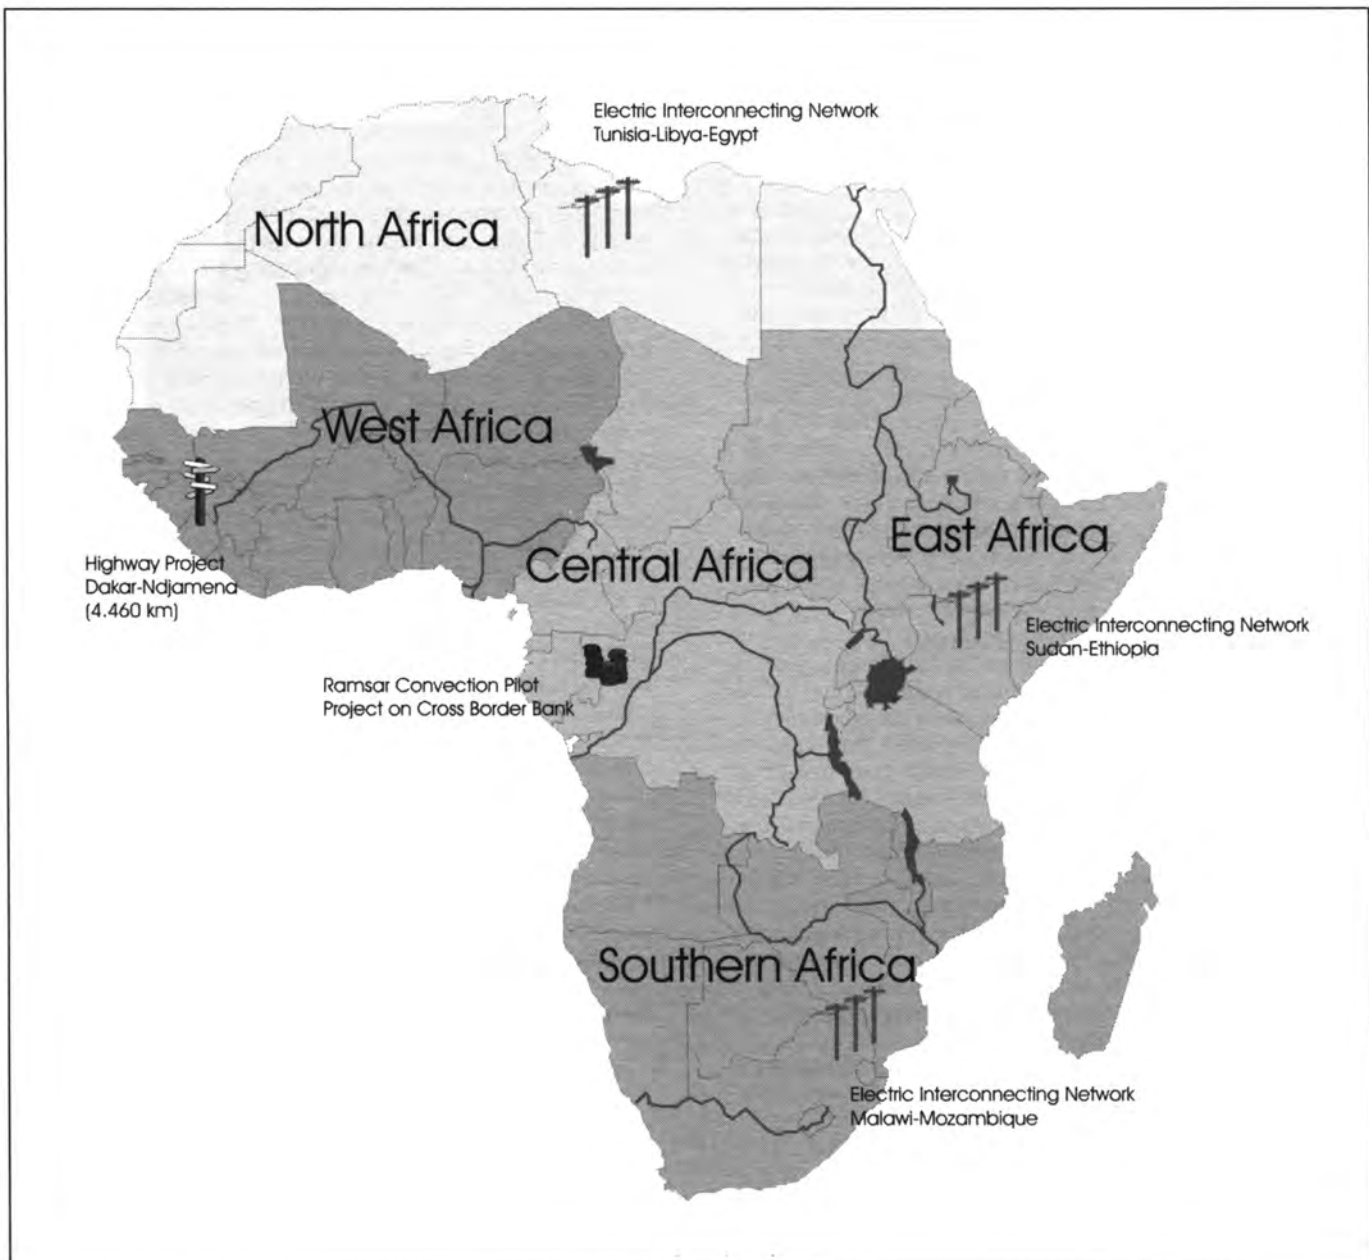 Electric Interconnecting Network
Tunisia-Libya-Egypt
North Africa
West Africa
East Africa
Central Africa
Highway Project
Dakar-Ndjamena
(4.460 km)
Electric Interconnecting Network
Sudan-Ethiopia
Ramsar Convection Pilot
Project on Cross Border Bank
Southern Africa
Electric Interconnecting Network
Malawi-Mozambique